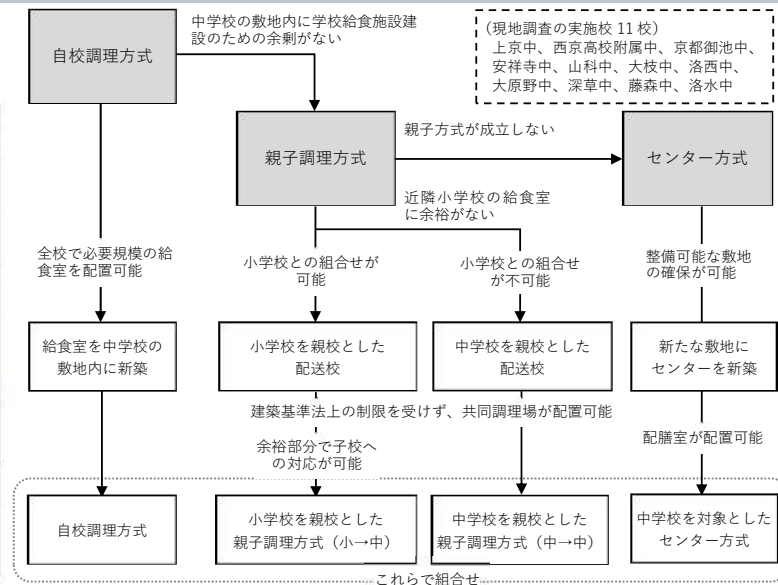 中学校の敷地内に学校給食施設建
設のための余剰がない
(現地調査の実施校 11 校)
上京中、西京高校附属中、京都御池中、
安祥寺中、山科中、大枝中、洛西中、
大原野中、深草中、藤森中、洛水中
自校調理方式
親子方式が成立しない
親子調理方式
センター方式
近隣小学校の給食室
に余裕がない
全校で必要規模の給
食室を配置可能
小学校との組合せが
可能
小学校との組合せ
が不可能
整備可能な敷地
の確保が可能
給食室を中学校の
敷地内に新築
小学校を親校とした
配送校
中学校を親校とした
配送校
新たな敷地に
センターを新築
建築基準法上の制限を受けず、共同調理場が配置可能
余裕部分で子校へ
の対応が可能
配膳室が配置可能
自校調理方式
小学校を親校とした
親子調理方式（小→中）
中学校を親校とした
親子調理方式（中→中）
中学校を対象とした
センター方式
これらで組合せ